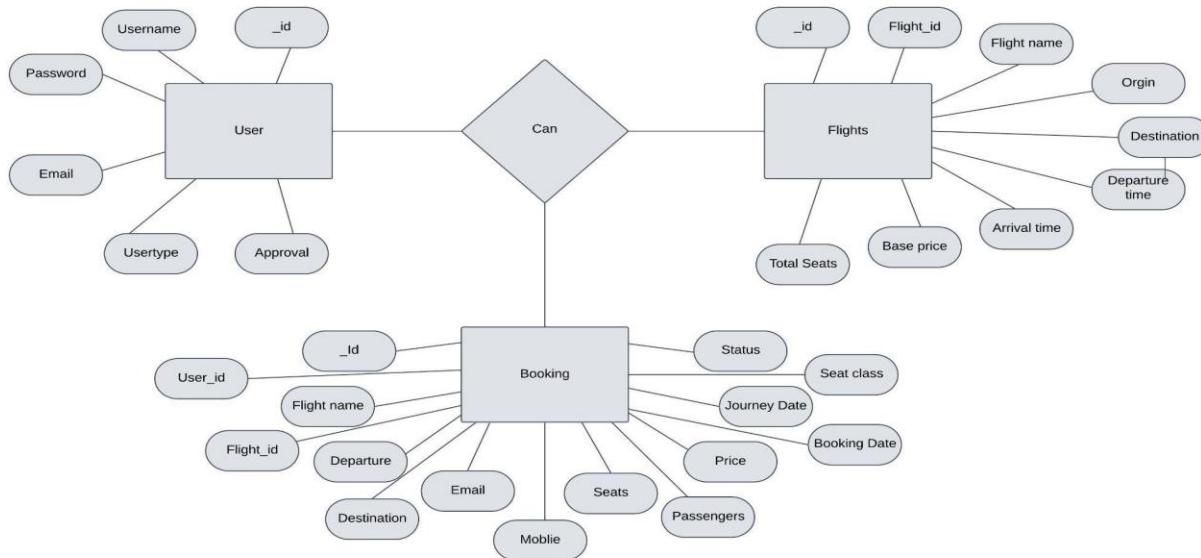 Username
_id
Password
User
Email
Usertype
Approval
Can
_id
Flight_id
Flight name
Orgin
Destination
Departure
time
Arrival time
Base price
Total Seats
Flights
Booking
_Id
User_id
Flight name
Flight_id
Departure
Destination
Email
Moblie
Seats
Passengers
Price
Booking Date
Journey Date
Seat class
Status